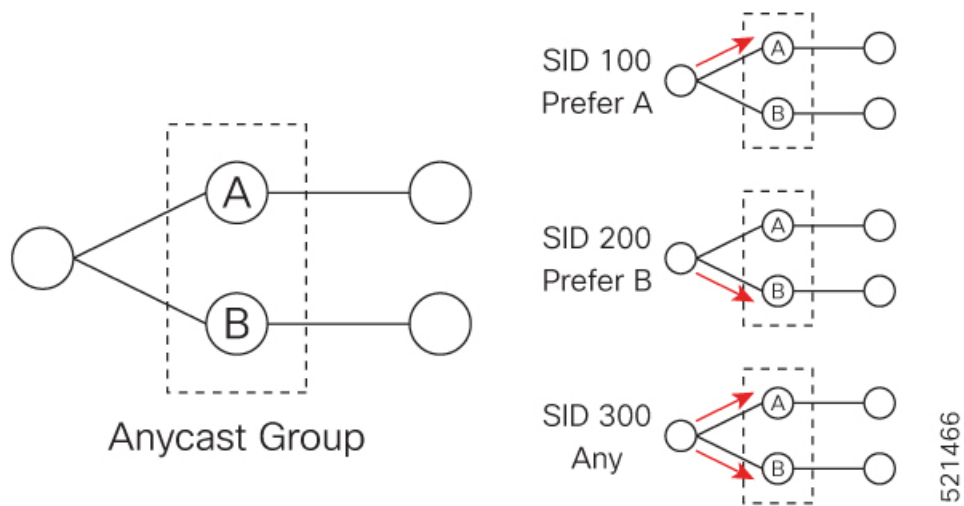 A
B
Anycast Group
SID 100
Prefer A
A
B
SID 200
Prefer B
A
B
SID 300
Any
A
B
521466